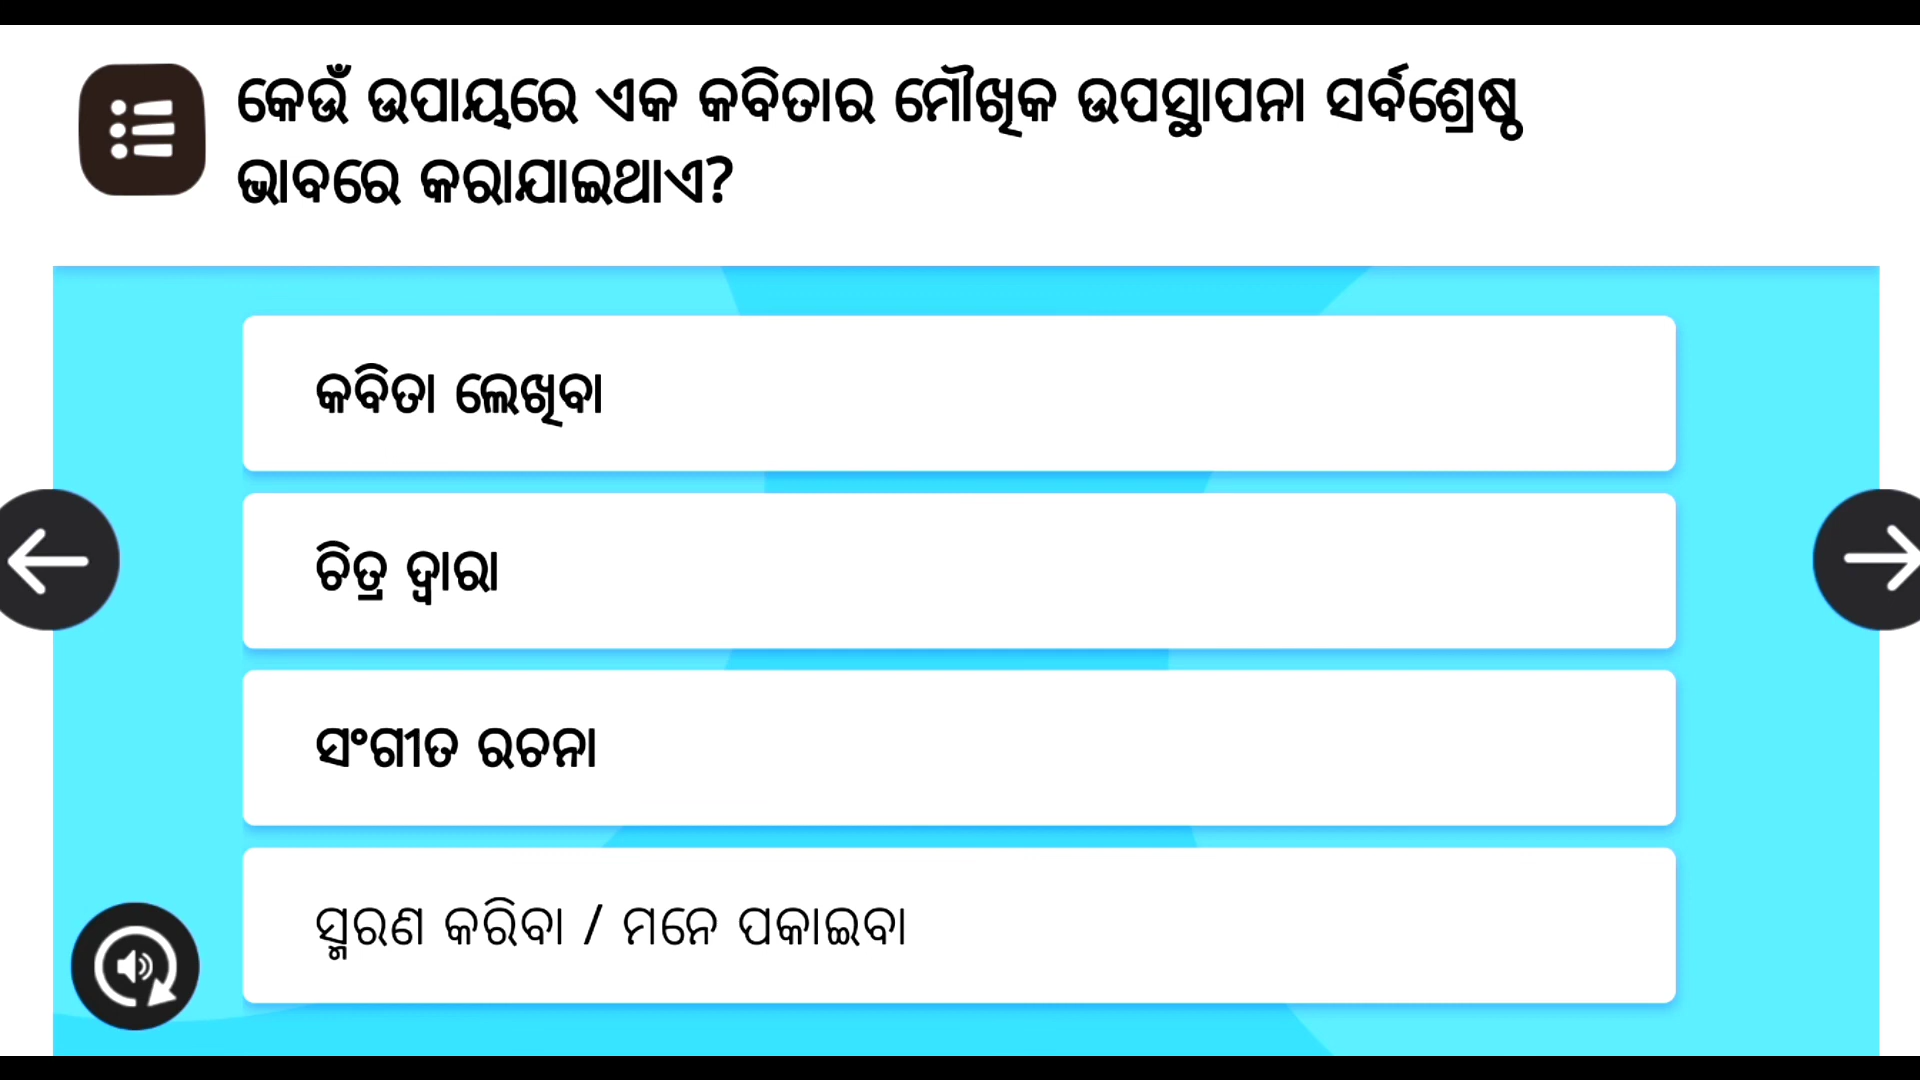 କେଉଁ ଉପାୟରେ ଏକ କବିତାର ମୌଖିକ ଉପସ୍ଥାପନା ସର୍ବଶ୍ରେଷ୍ଠ
ଭାବରେ କରାଯାଇଥାଏ?
କବିତା ଲେଖିବା
ଚିତ୍ର ଦ୍ୱାରା
ସଂଗୀତ ରଚନା
ସ୍ମରଣ କରିବା / ମନେ ପକାଇବା